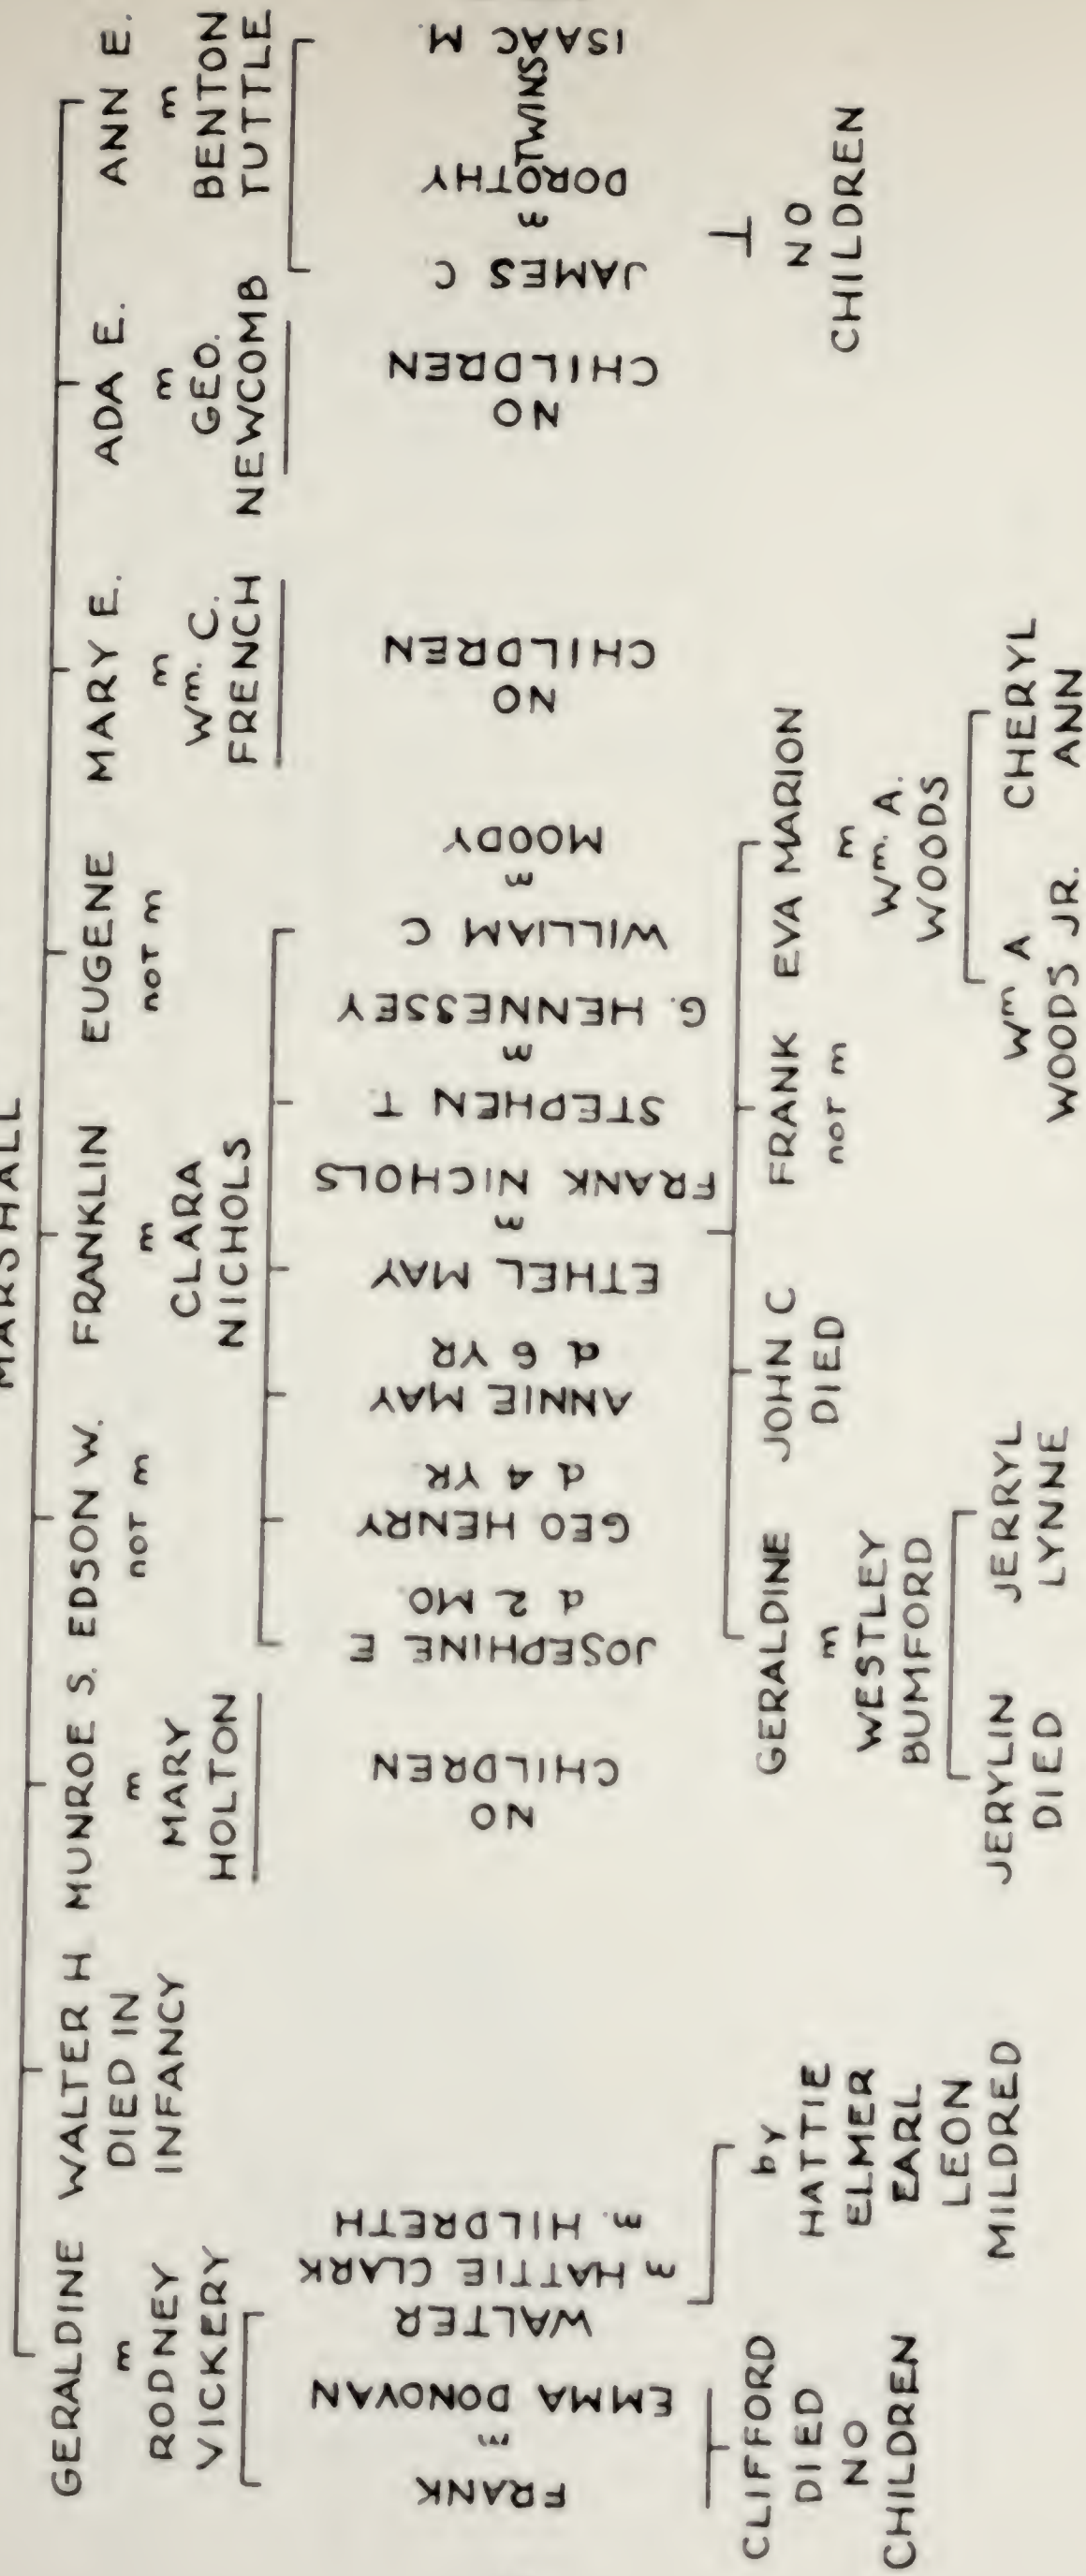 MARSHALL
GERALDINE
m
RODNEY
VICKERY
WALTER H
DIED IN
INFANCY
MUNROE S.
m
MARY
HOLTON
EDSON W.
not m
FRANKLIN
m
CLARA
NICHOLS
EUGENE
not m
MARY E.
m
Wm. C.
FRENCH
ADA E.
m
GEO.
NEWCOMB
ANN E.
m
BENTON
TUTTLE
FRANK
m
EMMA DONOVAN
WALTER
m HATTIE CLARK
m. HILDRETH
NO
CHILDREN
JOSEPHINE E
d 2 MO
GEO HENRY
d 4 YR
ANNIE MAY
d 6 YR
ETHEL MAY
m
FRANK NICHOLS
STEPHEN T
m
G. HENNESSEY
WILLIAM C
m
MOODY
NO
CHILDREN
NO
CHILDREN
JAMES C
m
DOROTHY
TWINS
ISAAC M.
CLIFFORD
DIED
NO
CHILDREN
by
HATTIE
ELMER
EARL
LEON
MILDRED
GERALDINE
m
WESTLEY
BUMFORD
JOHN C
DIED
FRANK
not m
EVA MARION
m
Wm. A.
WOODS
NO
CHILDREN
JERYLIN
DIED
JERRYL
LYNNE
Wm A
WOODS JR.
CHERYL
ANN